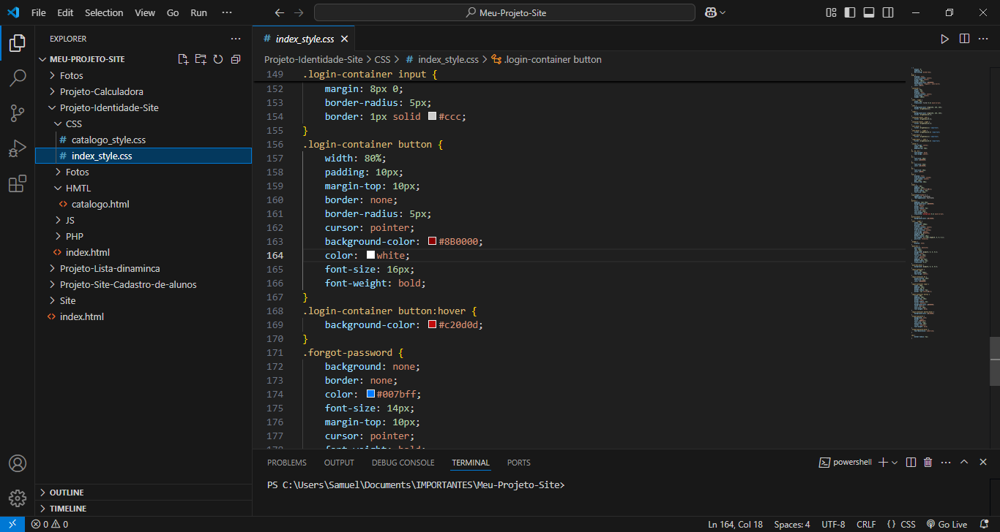 File Edit Selection View Go Run ··· Meu-Projeto-Site
EXPLORER ···
MEU-PROJETO-SITE
Fotos
Projeto-Calculadora
Projeto-Identidade-Site
CSS
# catalogo_style.css
# index_style.css
Fotos
HMTL
<> catalogo.html
JS
PHP
<> index.html
Projeto-Lista-dinaminca
Projeto-Site-Cadastro-de-alunos
Site
<> index.html
OUTLINE
TIMELINE
# index_style.css
Projeto-Identidade-Site > CSS > # index_style.css > .login-container button
149 .login-container input {
152 margin: 8px 0;
153 border-radius: 5px;
154 border: 1px solid #ccc;
155 }
156 .login-container button {
157 width: 80%;
158 padding: 10px;
159 margin-top: 10px;
160 border: none;
161 border-radius: 5px;
162 cursor: pointer;
163 background-color: #8B0000;
164 color: white;
165 font-size: 16px;
166 font-weight: bold;
167 }
168 .login-container button:hover {
169 background-color: #c20d0d;
170 }
171 .forgot-password {
172 background: none;
173 border: none;
174 color: #007bff;
175 font-size: 14px;
176 margin-top: 10px;
177 cursor: pointer;
178 font-weight: bold;
PROBLEMS OUTPUT DEBUG CONSOLE TERMINAL PORTS powershell
PS C:\Users\Samuel\Documents\IMPORTANTES\Meu-Projeto-Site>
0 0 Ln 164, Col 18 Spaces: 4 UTF-8 CRLF {} CSS Go Live